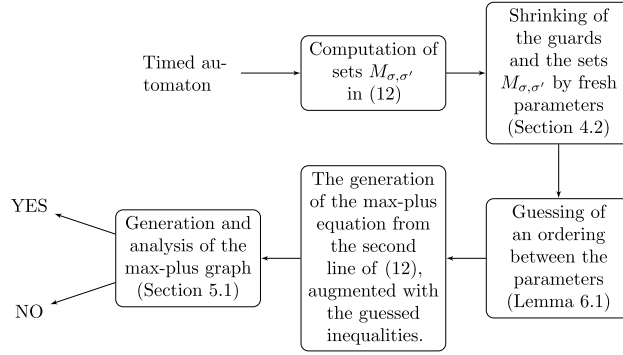 Timed au-
tomaton
Computation of
sets M_{σ,σ′}
in (12)
Shrinking of
the guards
and the sets
M_{σ,σ′} by fresh
parameters
(Section 4.2)
Guessing of
an ordering
between the
parameters
(Lemma 6.1)
The generation
of the max-plus
equation from
the second
line of (12),
augmented with
the guessed
inequalities.
Generation and
analysis of the
max-plus graph
(Section 5.1)
YES
NO